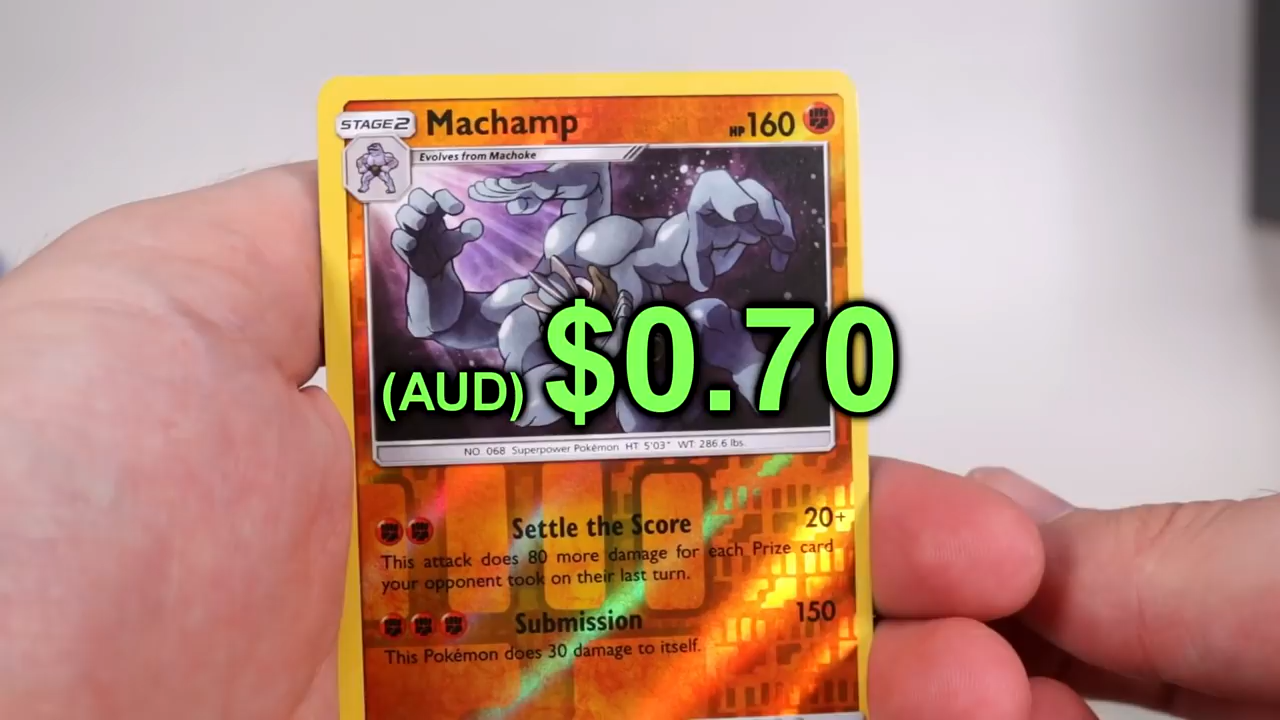 STAGE2 Machamp HP 160
Evolves from Machoke
(AUD) $0.70
NO. 068 Superpower Pokémon HT: 5'03" WT: 286.6 lbs.
Settle the Score 20+
This attack does 80 more damage for each Prize card
your opponent took on their last turn.
Submission 150
This Pokémon does 30 damage to itself.